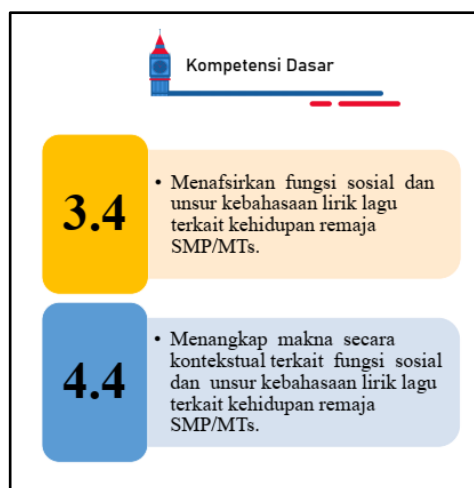 Kompetensi Dasar
3.4
• Menafsirkan fungsi sosial dan
unsur kebahasaan lirik lagu
terkait kehidupan remaja
SMP/MTs.
4.4
• Menangkap makna secara
kontekstual terkait fungsi sosial
dan unsur kebahasaan lirik lagu
terkait kehidupan remaja
SMP/MTs.